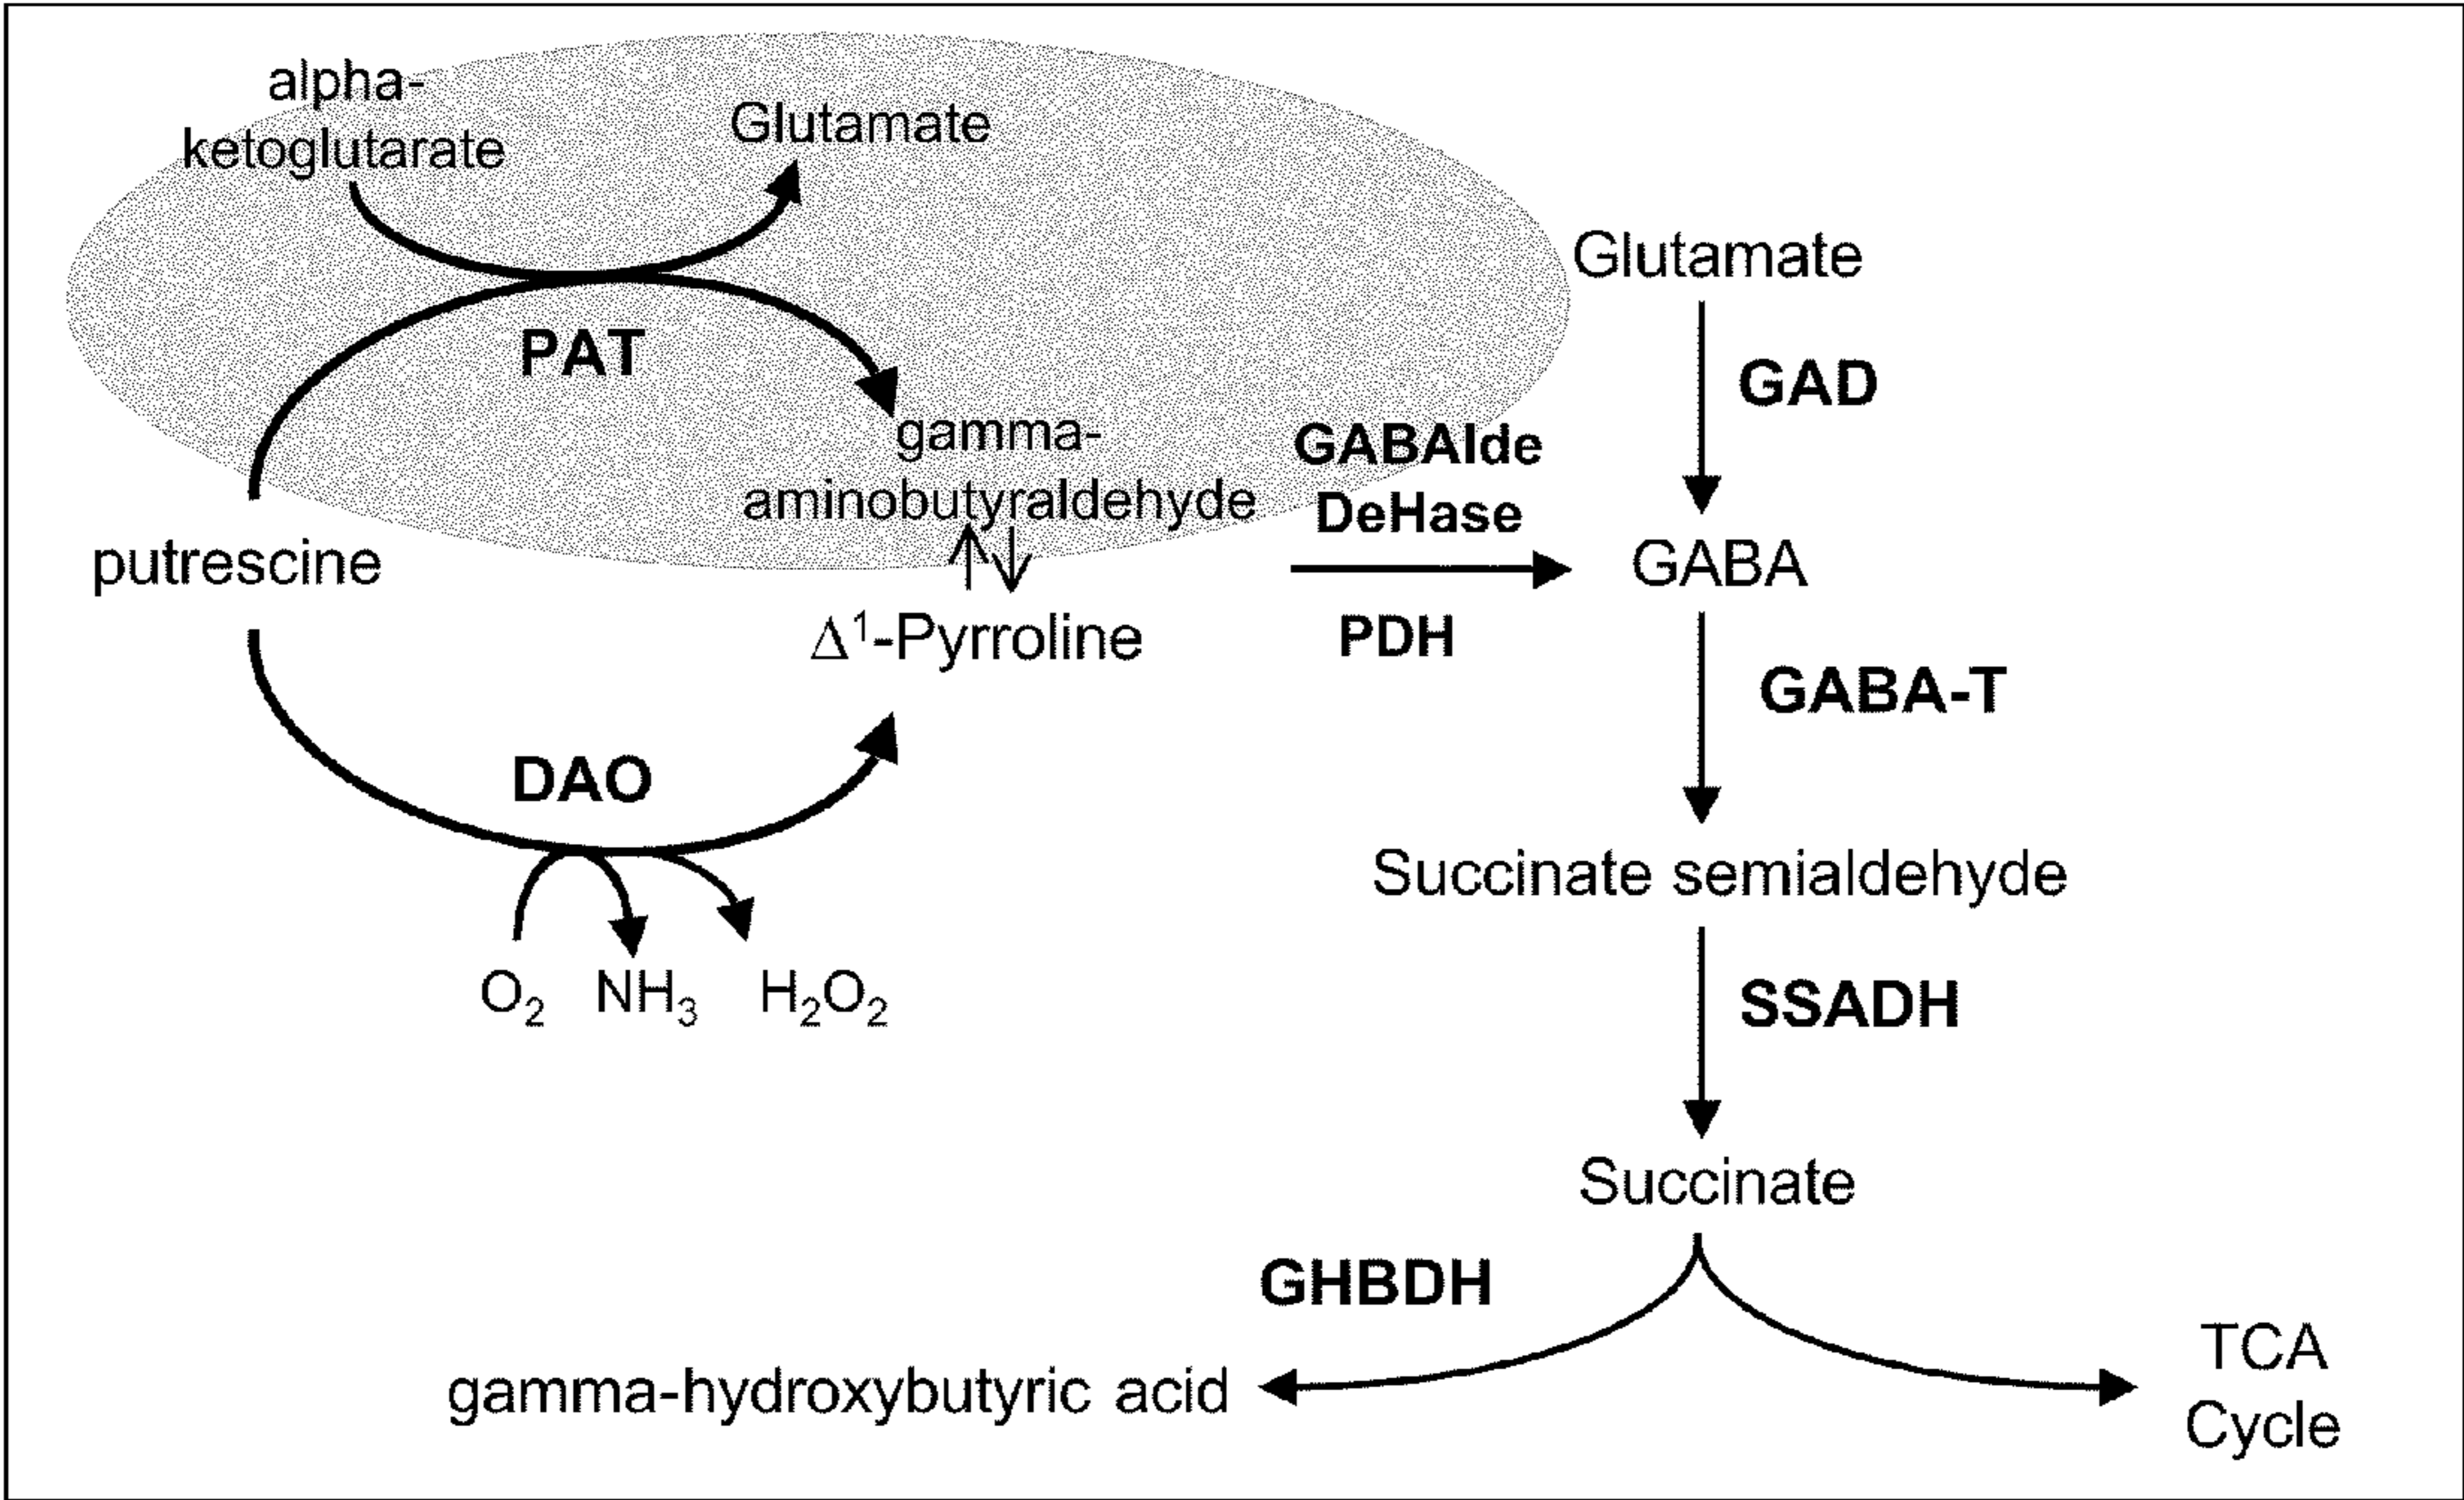 alpha-
ketoglutarate
Glutamate
PAT
gamma-
aminobutyraldehyde
putrescine
Δ¹-Pyrroline
DAO
O₂ NH₃ H₂O₂
GABAlde
DeHase
PDH
Glutamate
GAD
GABA
GABA-T
Succinate semialdehyde
SSADH
Succinate
GHBDH
gamma-hydroxybutyric acid
TCA
Cycle